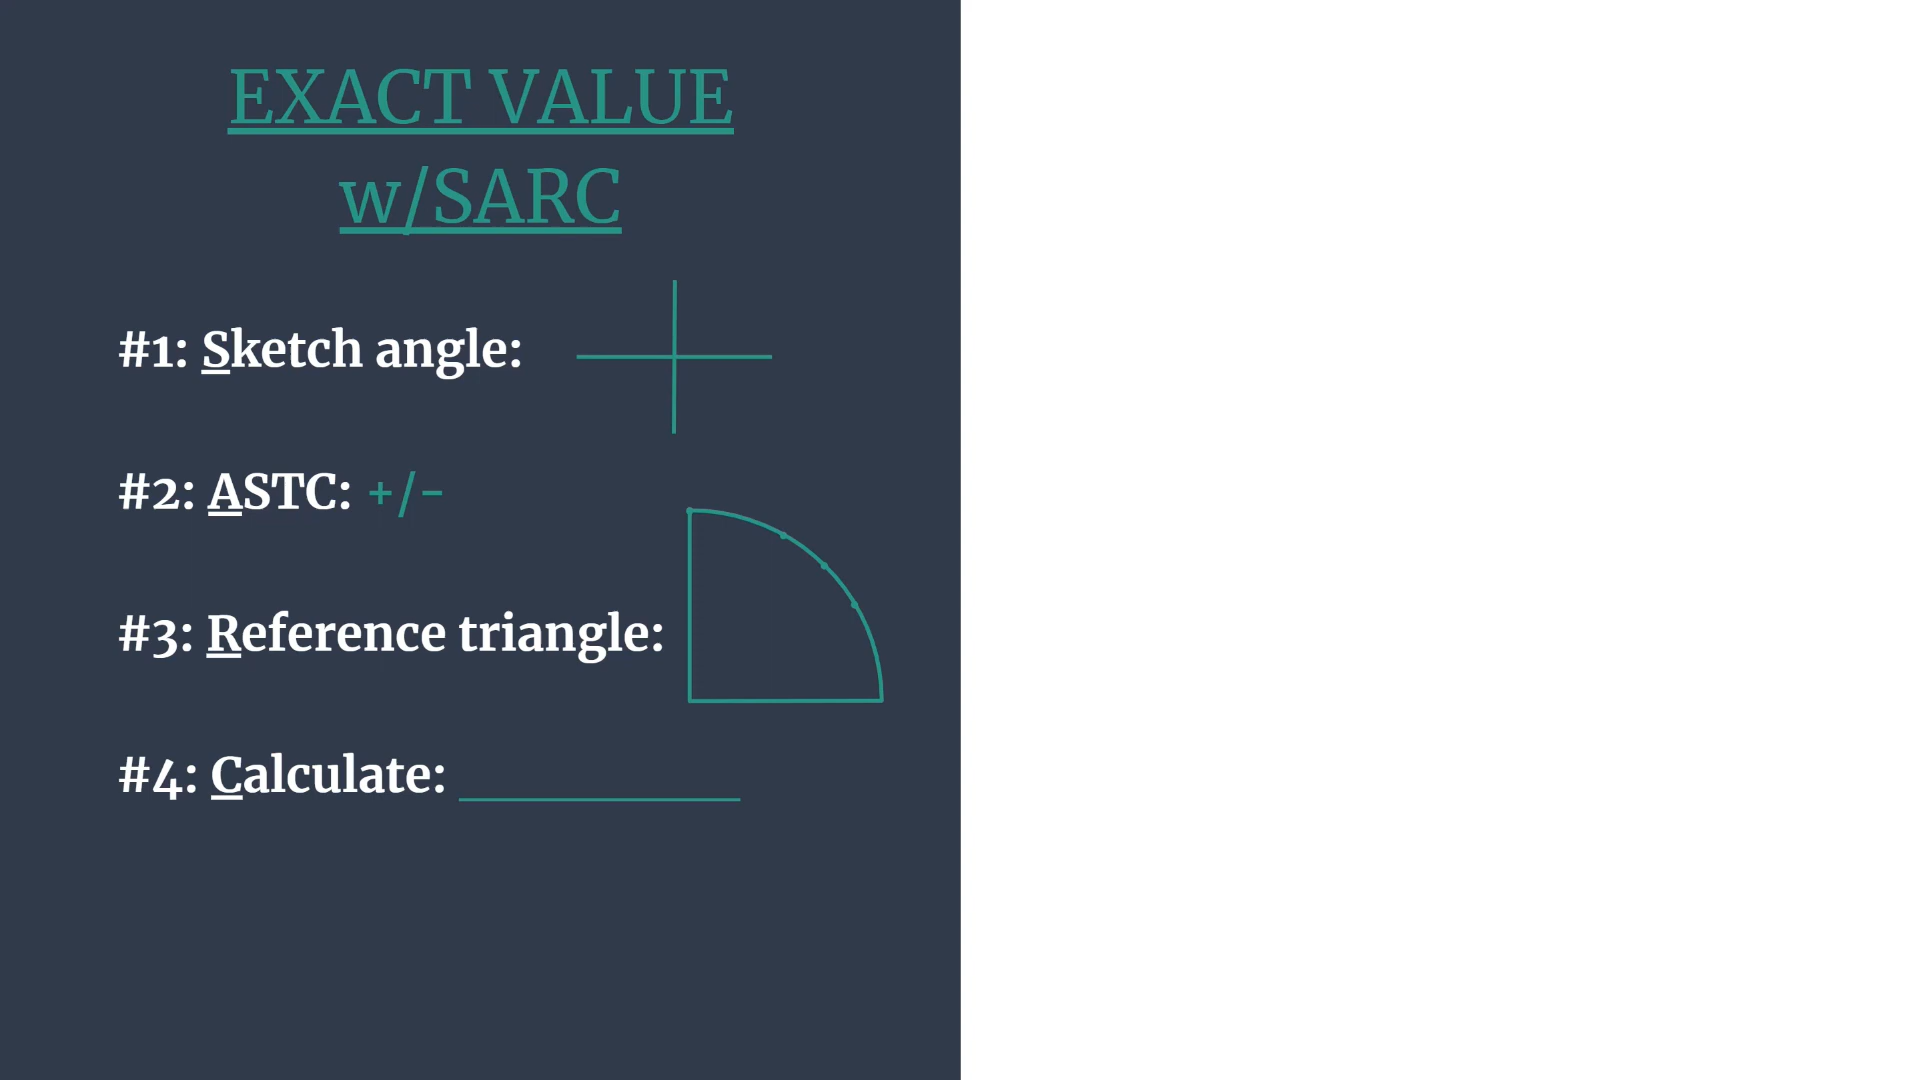 EXACT VALUE
w/SARC
#1: Sketch angle:
#2: ASTC: +/-
#3: Reference triangle:
#4: Calculate: